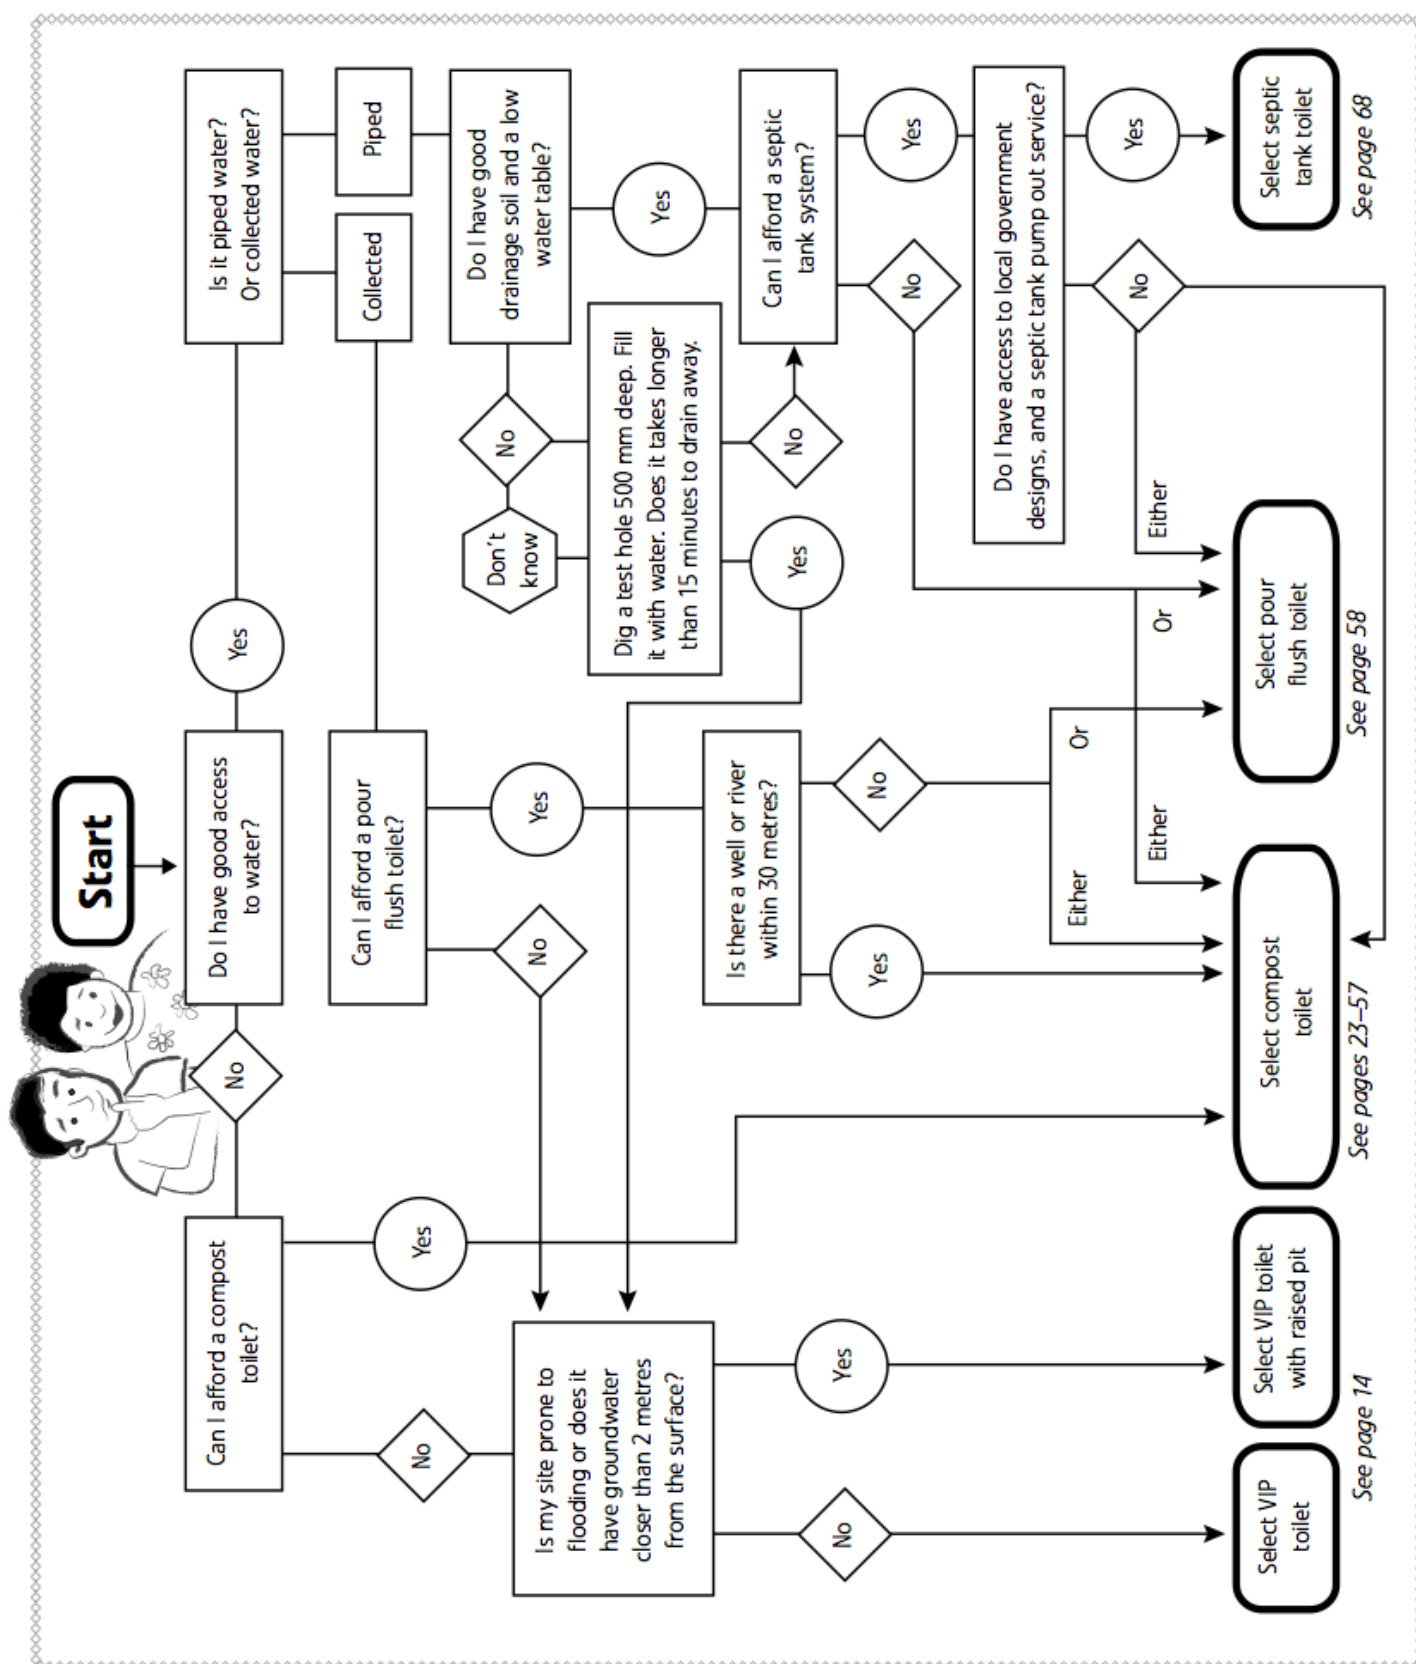 Start
Do I have good access
to water?
No
Yes
Can I afford a compost
toilet?
Is it piped water?
Or collected water?
Collected
Piped
No
Yes
Can I afford a pour
flush toilet?
Do I have good
drainage soil and a low
water table?
No
Yes
Don't
know
No
Yes
Is my site prone to
flooding or does it
have groundwater
closer than 2 metres
from the surface?
Dig a test hole 500 mm deep. Fill
it with water. Does it takes longer
than 15 minutes to drain away.
Is there a well or river
within 30 metres?
Yes
No
Can I afford a septic
tank system?
No
Yes
Yes
No
No
Yes
Do I have access to local government
designs, and a septic tank pump out service?
No
Yes
Either
Or
Either
Or
Either
Select VIP
toilet
Select VIP toilet
with raised pit
Select compost
toilet
Select pour
flush toilet
Select septic
tank toilet
See page 14
See pages 23–57
See page 58
See page 68